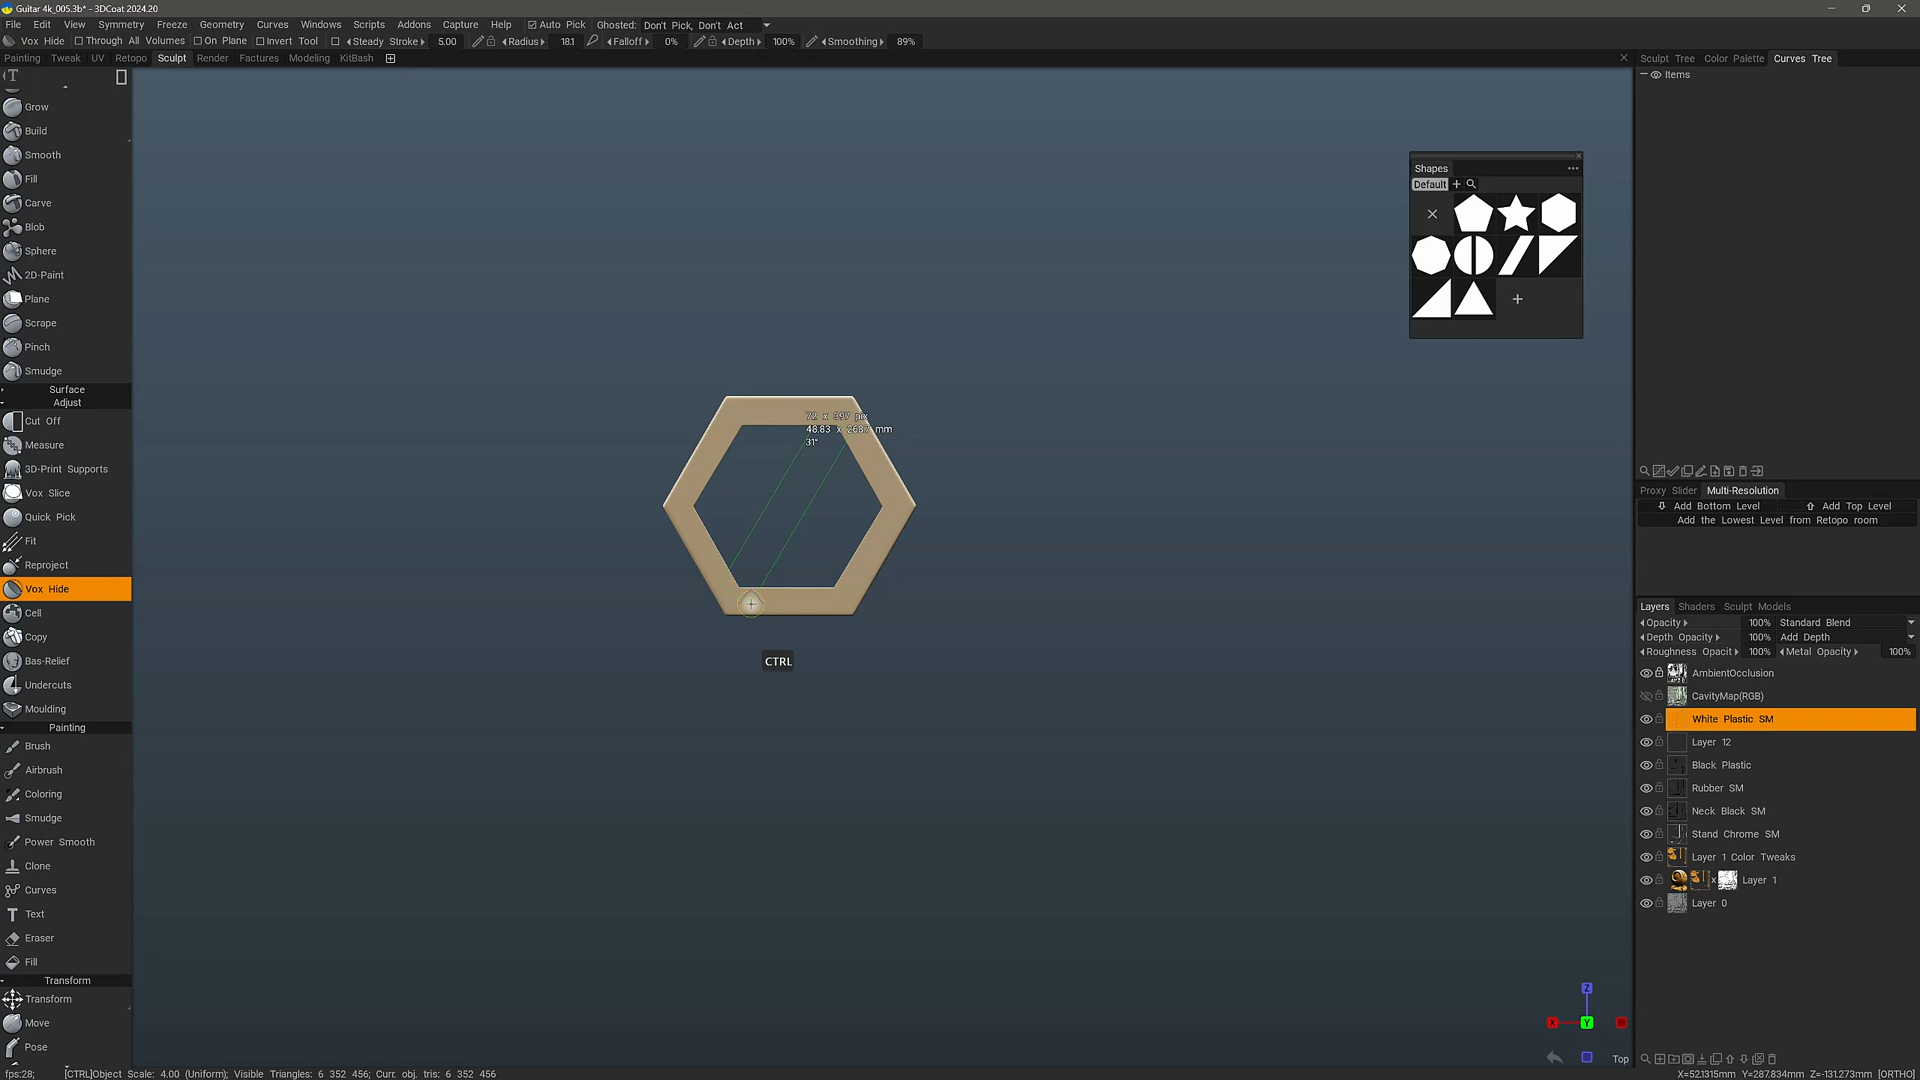 Guitar 4k_005.3b* - 3DCoat 2024.20
File Edit View Symmetry Freeze Geometry Curves Windows Scripts Addons Capture Help Auto Pick Ghosted: Don't Pick, Don't Act
Vox Hide Through All Volumes On Plane Invert Tool Steady Stroke 5.00 Radius 18.1 Falloff 0% Depth 100% Smoothing 89%
Painting Tweak UV Retopo Sculpt Render Factures Modeling KitBash
T
Grow
Build
Smooth
Fill
Carve
Blob
Sphere
2D-Paint
Plane
Scrape
Pinch
Smudge
Surface
Adjust
Cut Off
Measure
3D-Print Supports
Vox Slice
Quick Pick
Fit
Reproject
Vox Hide
Cell
Copy
Bas-Relief
Undercuts
Moulding
Painting
Brush
Airbrush
Coloring
Smudge
Power Smooth
Clone
Curves
Text
Eraser
Fill
Transform
Transform
Move
Pose
72 x 397 pix
48.83 x 268.7 mm
31°
CTRL
Shapes
Default
Sculpt Tree Color Palette Curves Tree
Items
Proxy Slider Multi-Resolution
Add Bottom Level Add Top Level
Add the Lowest Level from Retopo room
Layers Shaders Sculpt Models
Opacity 100% Standard Blend
Depth Opacity 100% Add Depth
Roughness Opacit 100% Metal Opacity 100%
AmbientOcclusion
CavityMap(RGB)
White Plastic SM
Layer 12
Black Plastic
Rubber SM
Neck Black SM
Stand Chrome SM
Layer 1 Color Tweaks
x Layer 1
Layer 0
Z
X Y
Top
fps:28; [CTRL]Object Scale: 4.00 (Uniform); Visible Triangles: 6 352 456; Curr. obj. tris: 6 352 456
X=52.1315mm Y=287.834mm Z=-131.273mm [ORTHO]